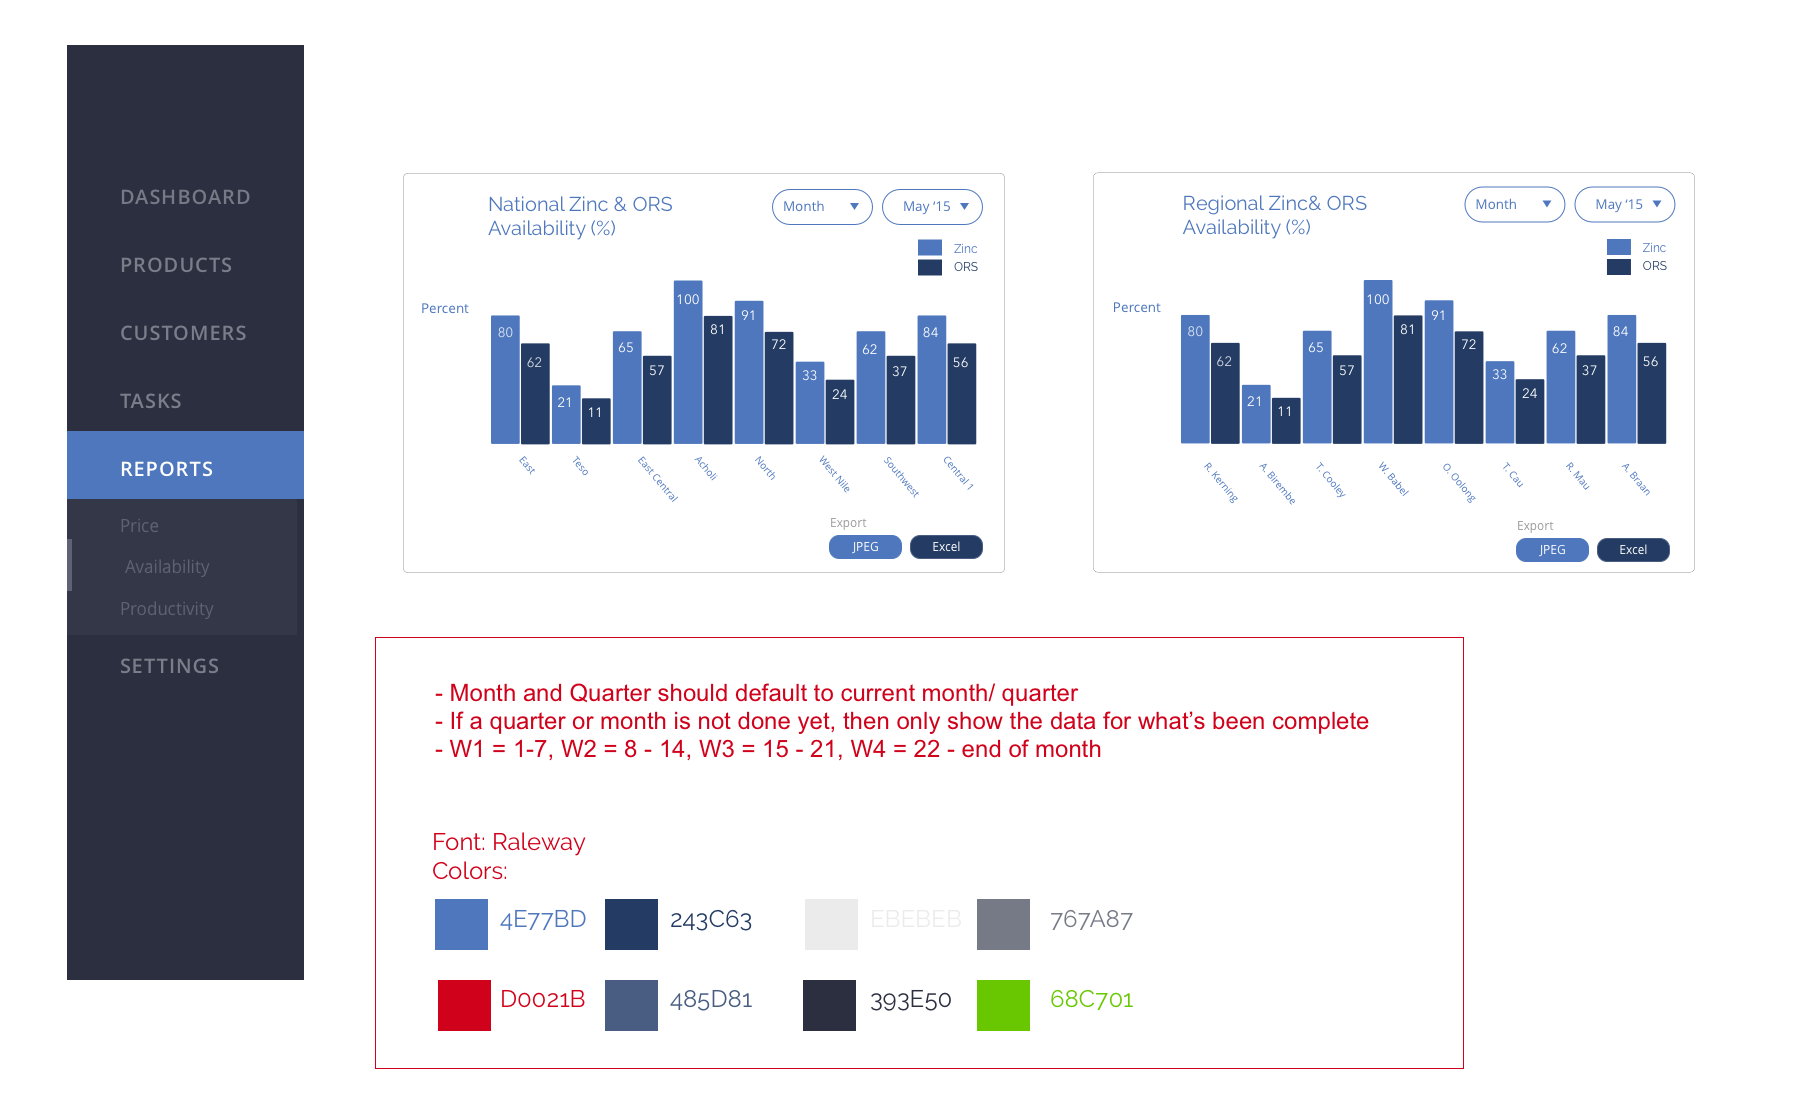 DASHBOARD
PRODUCTS
CUSTOMERS
TASKS
REPORTS
Price
Availability
Productivity
SETTINGS
National Zinc & ORS
Availability (%)
Month
May ‘15
Zinc
ORS
Percent
80
62
21
11
65
57
100
81
91
72
33
24
62
37
84
56
East
Teso
East Central
Acholi
North
West Nile
Southwest
Central 1
Export
JPEG
Excel
Regional Zinc& ORS
Availability (%)
Month
May ‘15
Zinc
ORS
Percent
80
62
21
11
65
57
100
81
91
72
33
24
62
37
84
56
R. Kerning
A. Birembe
T. Cooley
W. Babel
O. Oolong
T. Cau
R. Mau
A. Braan
Export
JPEG
Excel
- Month and Quarter should default to current month/ quarter
- If a quarter or month is not done yet, then only show the data for what’s been complete
- W1 = 1-7, W2 = 8 - 14, W3 = 15 - 21, W4 = 22 - end of month
Font: Raleway
Colors:
4E77BD
243C63
EBEBEB
767A87
D0021B
485D81
393E50
68C701